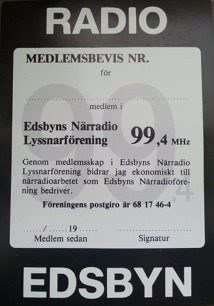 RADIO
MEDLEMSBEVIS NR.
för
medlem i
Edsbyns Närradio
Lyssnarförening 99,4 MHz
Genom medlemsskap i Edsbyns Närradio
Lyssnarförening bidrar jag ekonomiskt till
närradioarbetet som Edsbyns Närradioföre-
ning bedriver.
Föreningens postgiro är 68 17 46-4
...../..... 19.....
Medlem sedan Signatur
EDSBYN